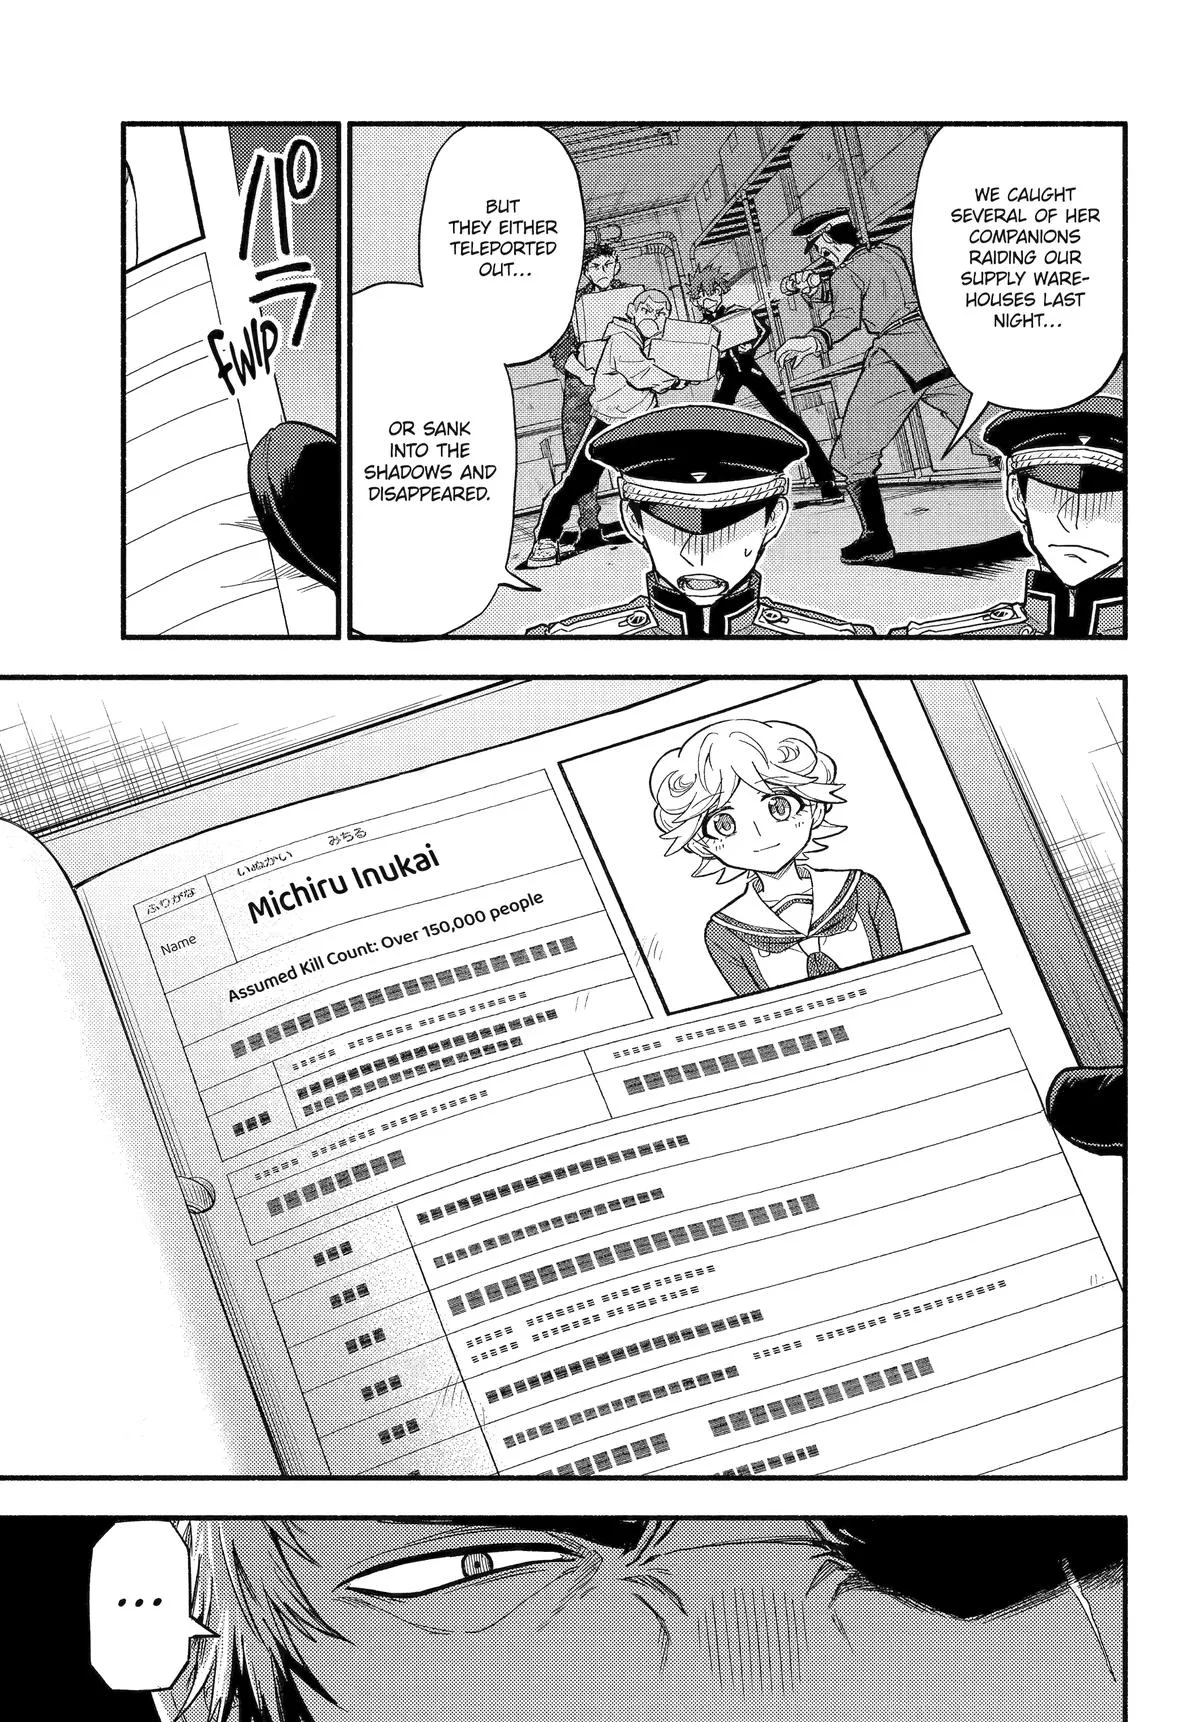 WE CAUGHT
SEVERAL OF HER
COMPANIONS
RAIDING OUR
SUPPLY WARE-
HOUSES LAST
NIGHT...
BUT
THEY EITHER
TELEPORTED
OUT...
OR SANK
INTO THE
SHADOWS AND
DISAPPEARED.
パラ
FWIP
ふりがな いぬかい みちる
Name Michiru Inukai
Assumed Kill Count: Over 150,000 people
...